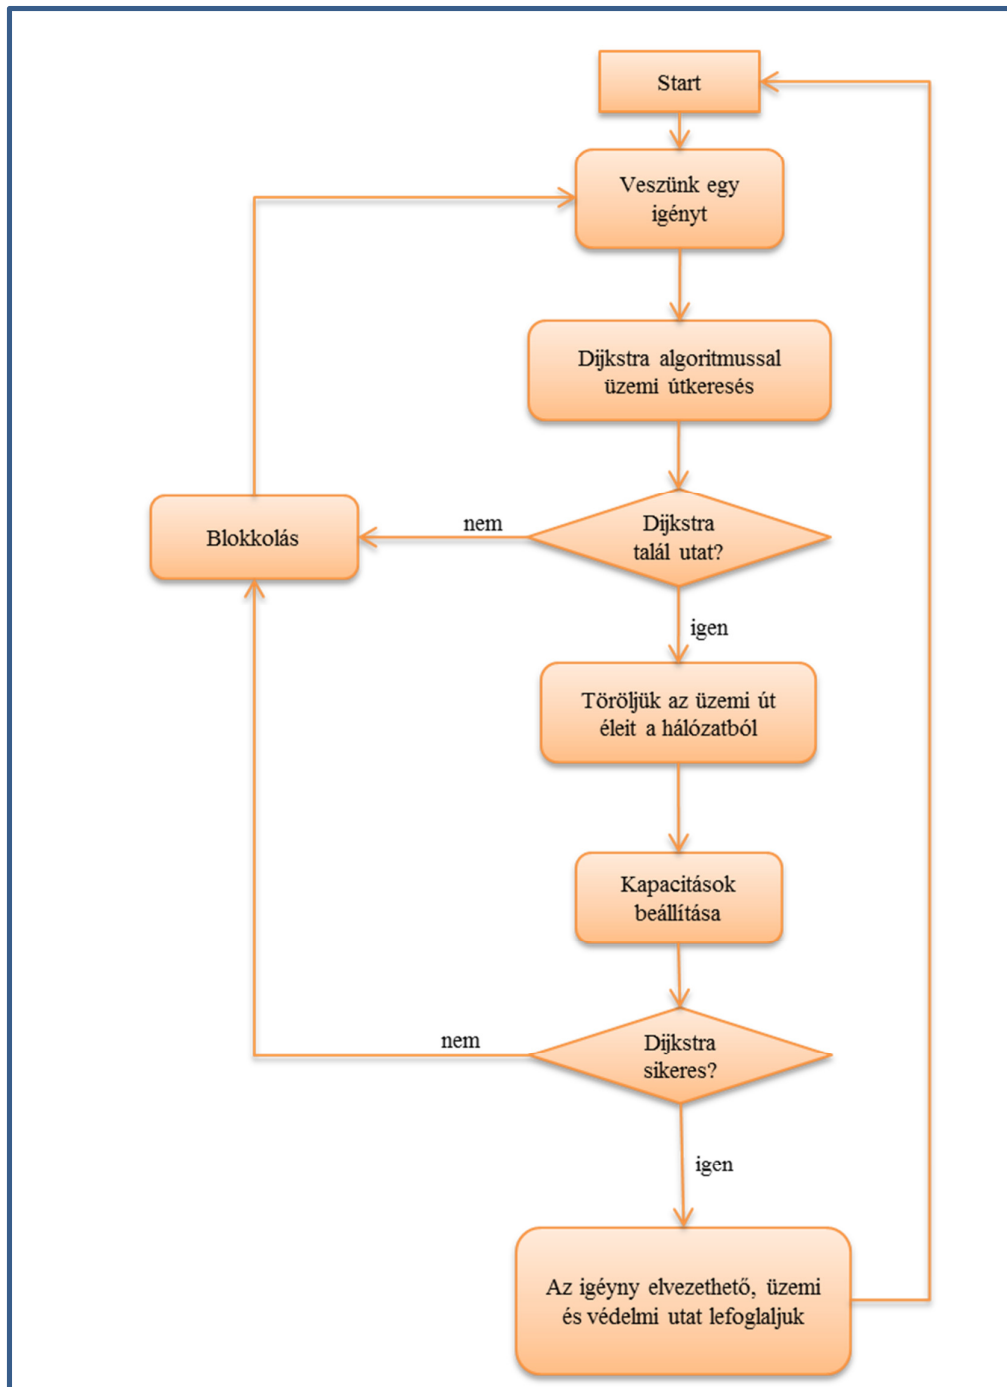 Start
Veszünk egy
igényt
Dijkstra algoritmussal
üzemi útkeresés
Dijkstra
talál utat?
nem
Blokkolás
igen
Töröljük az üzemi út
éleit a hálózatból
Kapacitások
beállítása
Dijkstra
sikeres?
nem
igen
Az igéyny elvezethető, üzemi
és védelmi utat lefoglaljuk